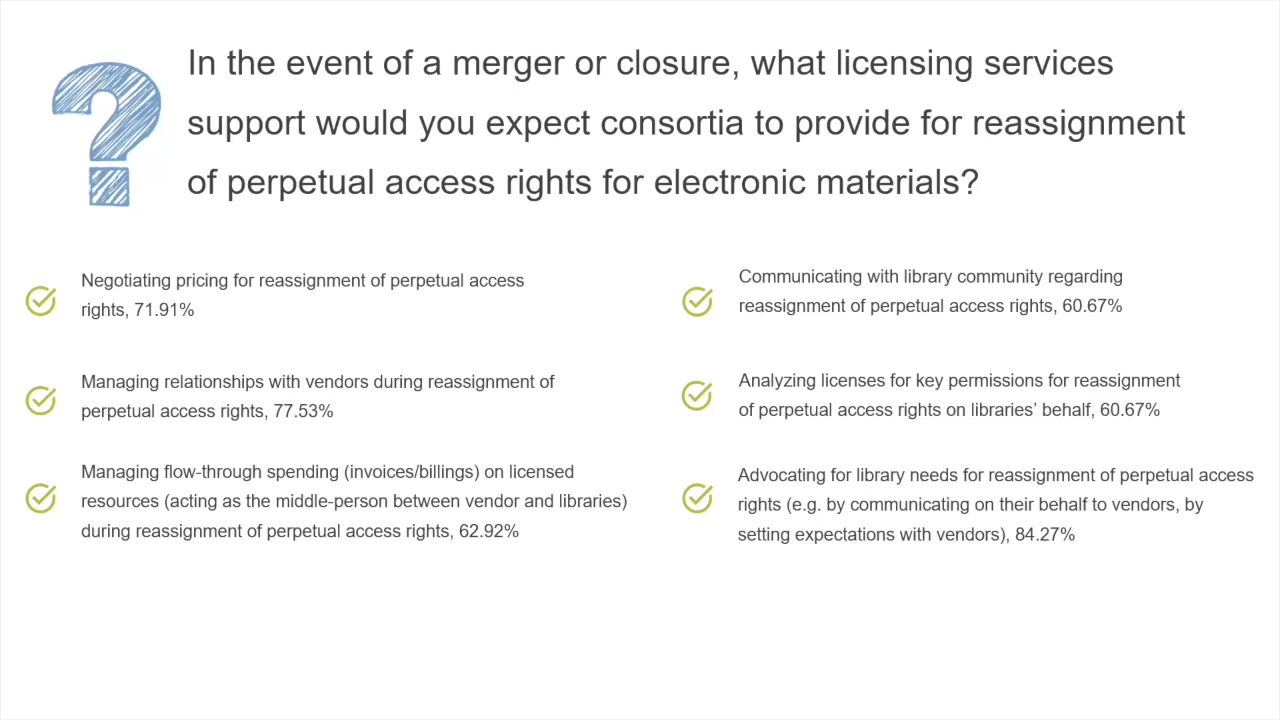 In the event of a merger or closure, what licensing services
support would you expect consortia to provide for reassignment
of perpetual access rights for electronic materials?
Negotiating pricing for reassignment of perpetual access
rights, 71.91%
Managing relationships with vendors during reassignment of
perpetual access rights, 77.53%
Managing flow-through spending (invoices/billings) on licensed
resources (acting as the middle-person between vendor and libraries)
during reassignment of perpetual access rights, 62.92%
Communicating with library community regarding
reassignment of perpetual access rights, 60.67%
Analyzing licenses for key permissions for reassignment
of perpetual access rights on libraries’ behalf, 60.67%
Advocating for library needs for reassignment of perpetual access
rights (e.g. by communicating on their behalf to vendors, by
setting expectations with vendors), 84.27%